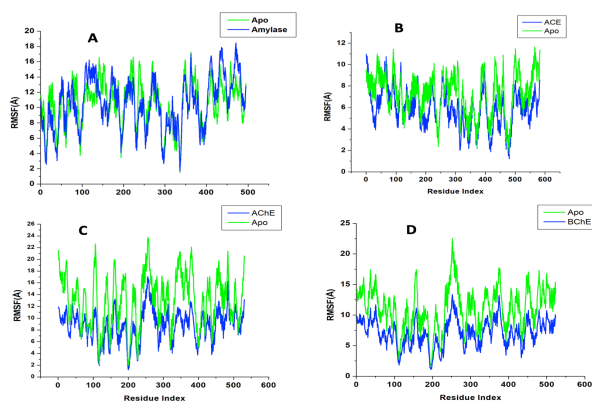 A
Apo
Amylase
RMSF(Å)
20
18
16
14
12
10
8
6
4
2
0
0 100 200 300 400 500
Residue Index
B
ACE
Apo
RMSF(Å)
12
10
8
6
4
2
0
0 100 200 300 400 500 600
Residue Index
C
AChE
Apo
RMSF(Å)
26
24
22
20
18
16
14
12
10
8
6
4
2
0
0 100 200 300 400 500 600
Residue Index
D
Apo
BChE
RMSF(Å)
25
20
15
10
5
0
0 100 200 300 400 500 600
Residue Index